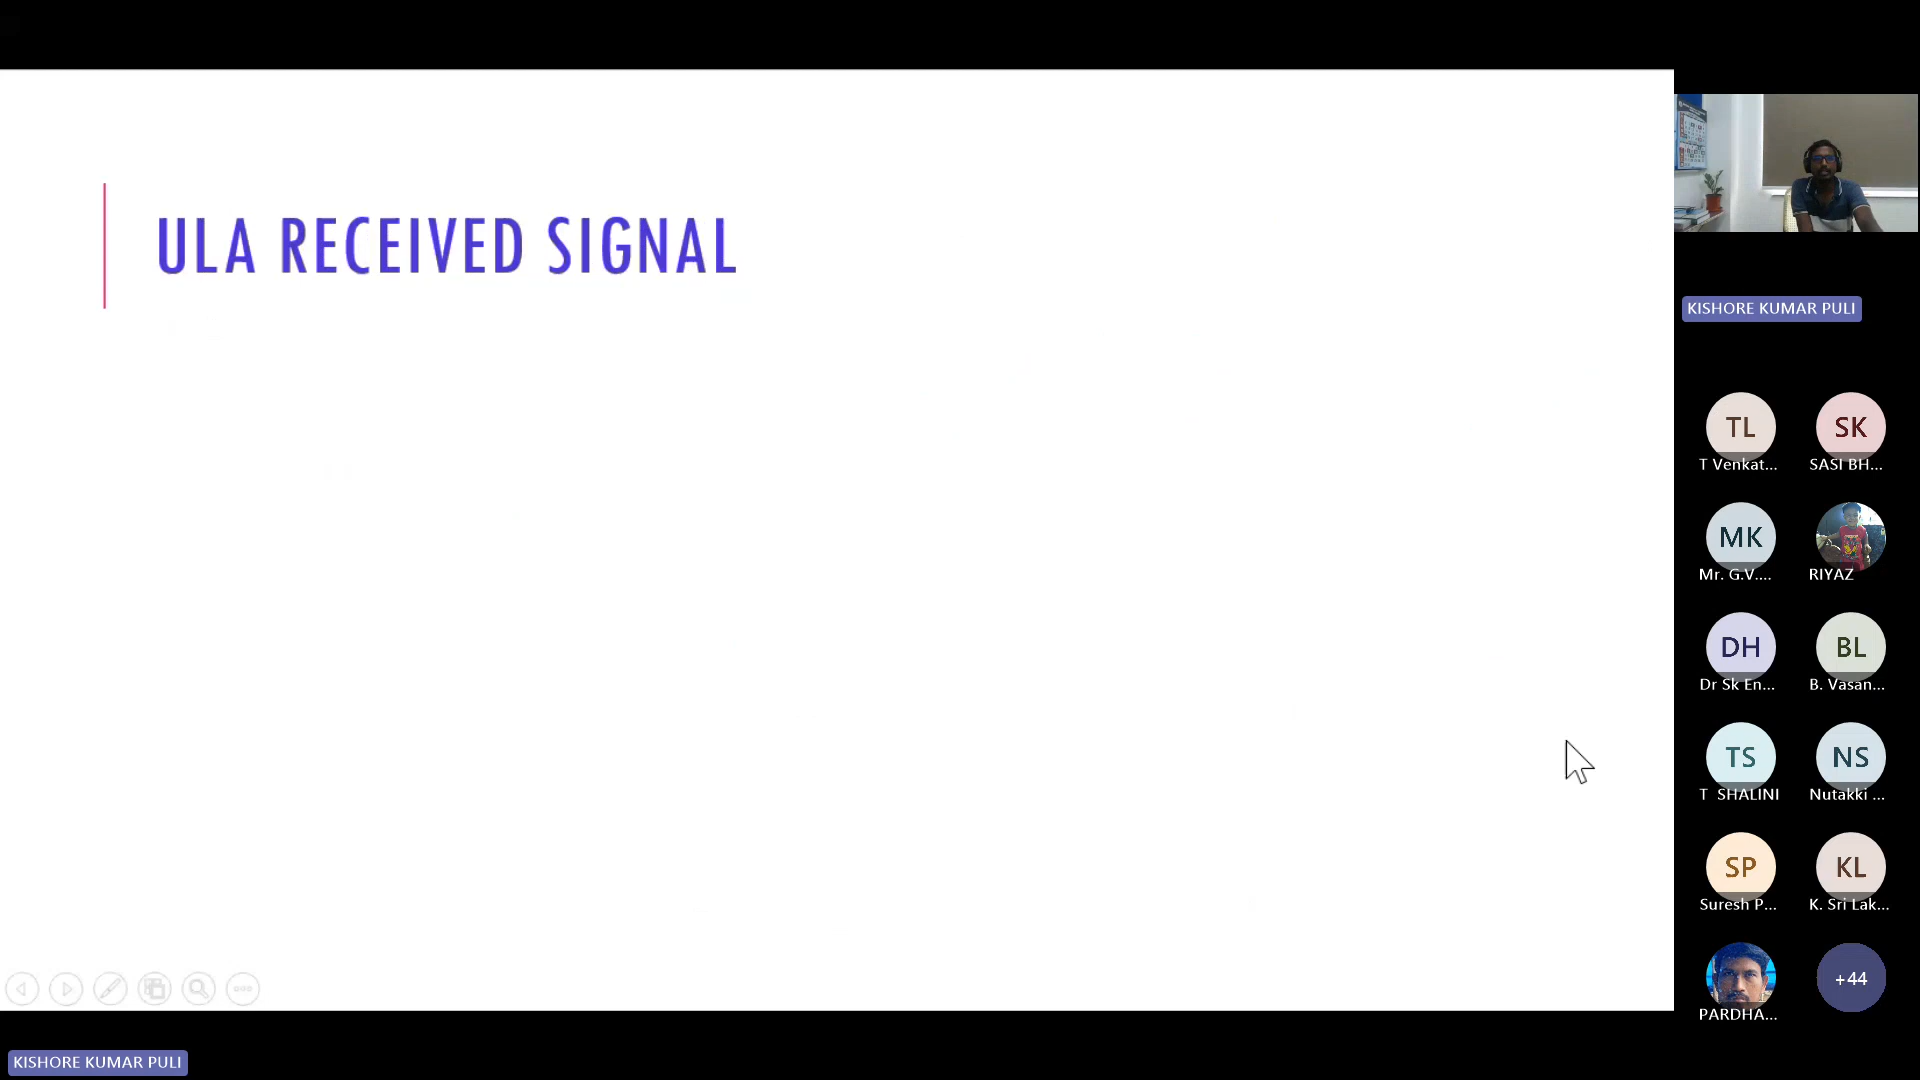 ULA RECEIVED SIGNAL
KISHORE KUMAR PULI
TL
T Venkat...
SK
SASI BH...
MK
Mr. G.V....
RIYAZ
DH
Dr Sk En...
BL
B. Vasan...
TS
T SHALINI
NS
Nutakki ...
SP
Suresh P...
KL
K. Sri Lak...
PARDHA...
+44
KISHORE KUMAR PULI